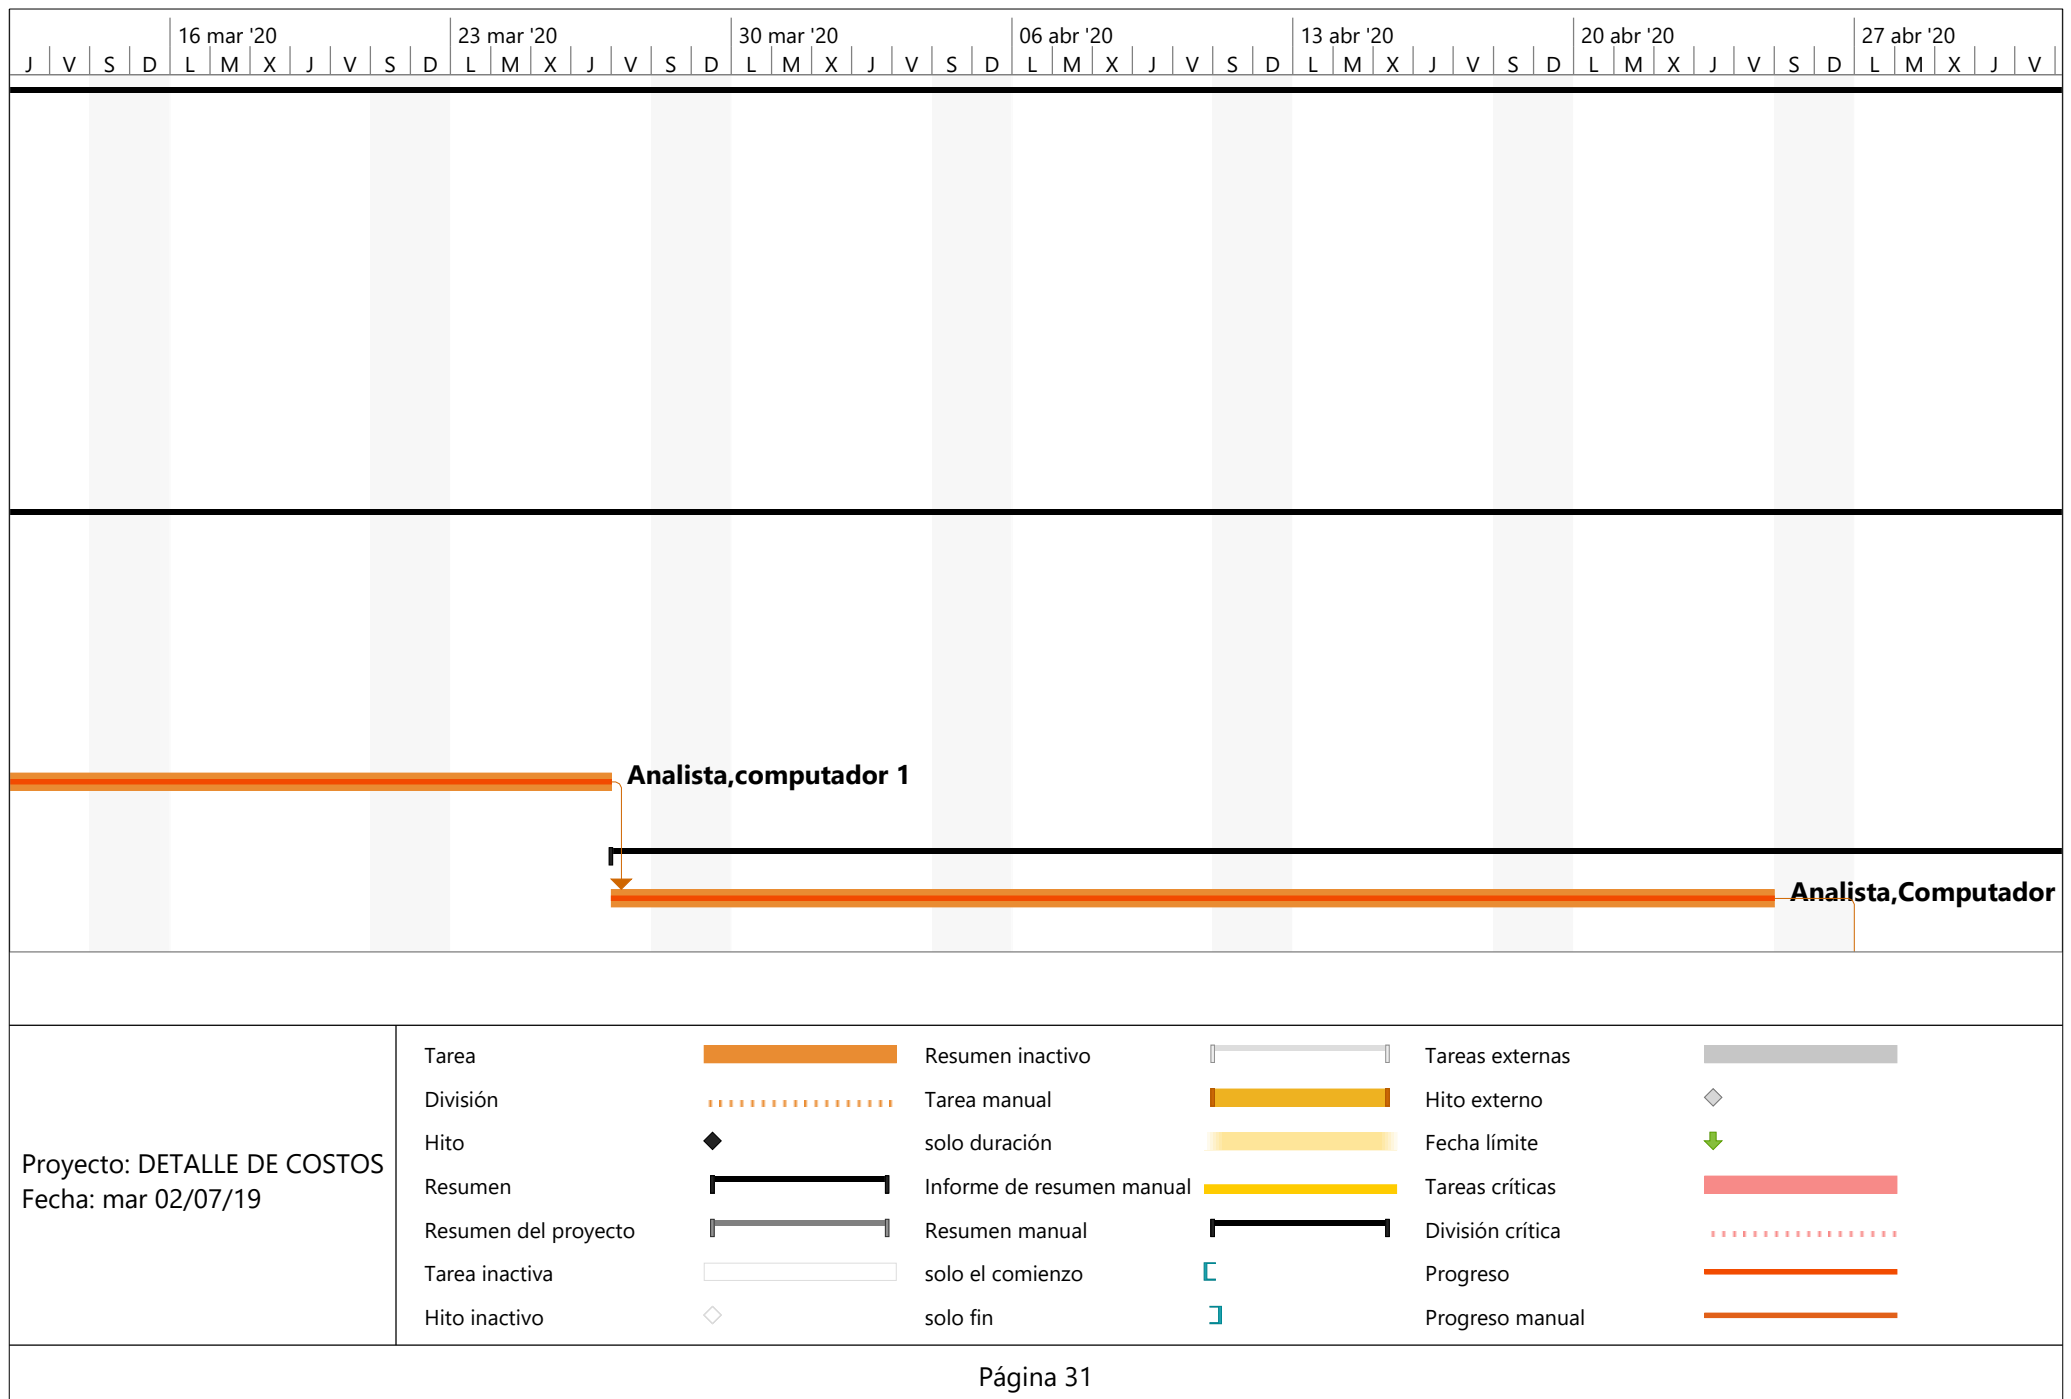 16 mar '20 23 mar '20 30 mar '20 06 abr '20 13 abr '20 20 abr '20 27 abr '20
J V S D L M X J V S D L M X J V S D L M X J V S D L M X J V S D L M X J V S D L M X J V S D L M X J V
Analista,computador 1
Analista,Computador
Proyecto: DETALLE DE COSTOS
Fecha: mar 02/07/19
Tarea
División
Hito
Resumen
Resumen del proyecto
Tarea inactiva
Hito inactivo
Resumen inactivo
Tarea manual
solo duración
Informe de resumen manual
Resumen manual
solo el comienzo
solo fin
Tareas externas
Hito externo
Fecha límite
Tareas críticas
División crítica
Progreso
Progreso manual
Página 31